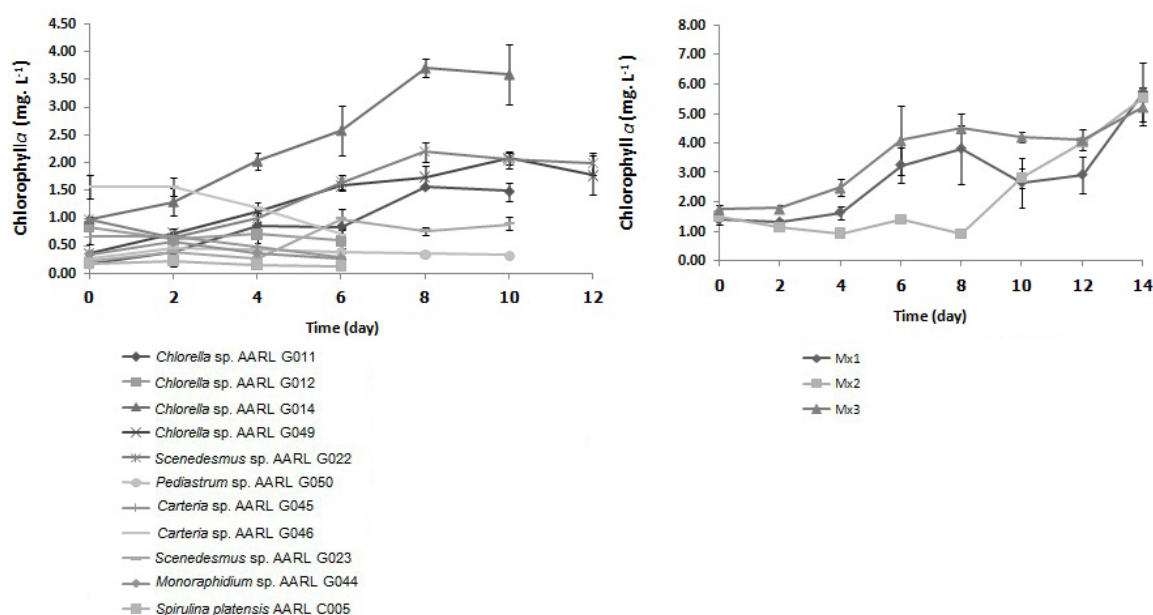 4.50
4.00
3.50
3.00
2.50
2.00
1.50
1.00
0.50
0.00
Chlorophyll a (mg. L-1)
0 2 4 6 8 10 12
Time (day)
Chlorella sp. AARL G011
Chlorella sp. AARL G012
Chlorella sp. AARL G014
Chlorella sp. AARL G049
Scenedesmus sp. AARL G022
Pediastrum sp. AARL G050
Carteria sp. AARL G045
Carteria sp. AARL G046
Scenedesmus sp. AARL G023
Monoraphidium sp. AARL G044
Spirulina platensis AARL C005
8.00
7.00
6.00
5.00
4.00
3.00
2.00
1.00
0.00
Chlorophyll a (mg. L-1)
0 2 4 6 8 10 12 14
Time (day)
Mx1
Mx2
Mx3